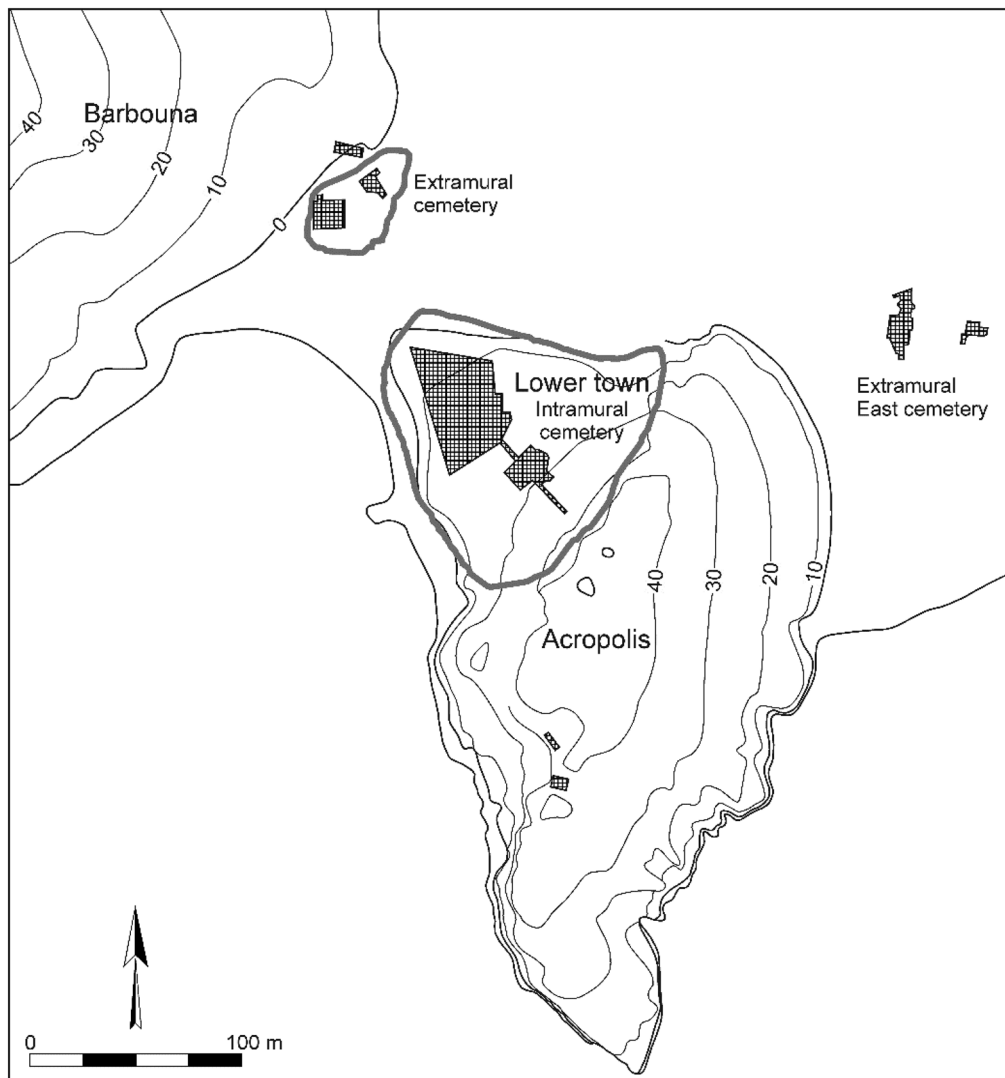 Barbouna
40
30
20
10
0
Extramural
cemetery
Lower town
Intramural
cemetery
Extramural
East cemetery
40
30
20
10
Acropolis
0
100 m